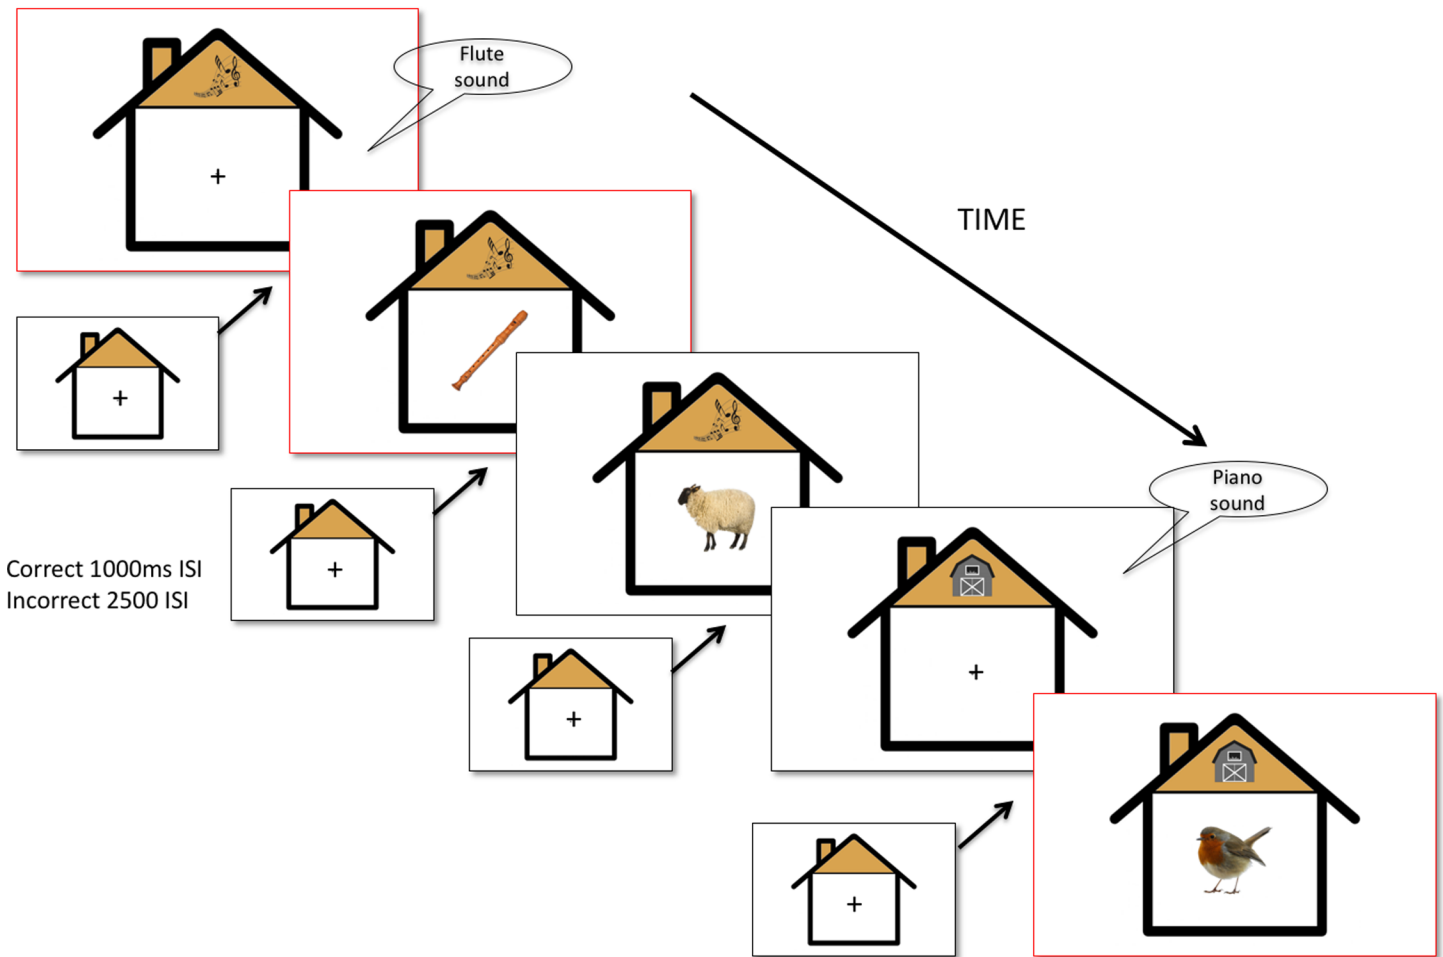 Flute
sound
TIME
Piano
sound
Correct 1000ms ISI
Incorrect 2500 ISI